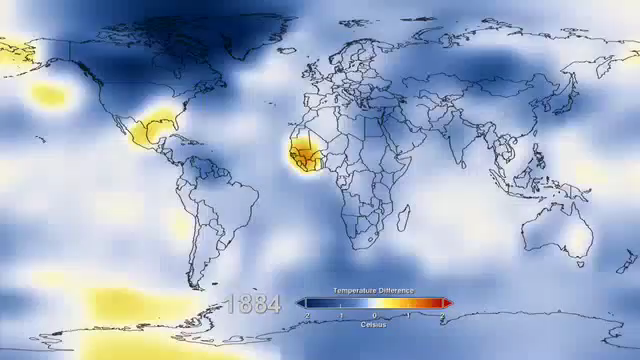 1884
Temperature Difference
-2 -1 0 1 2
Celsius